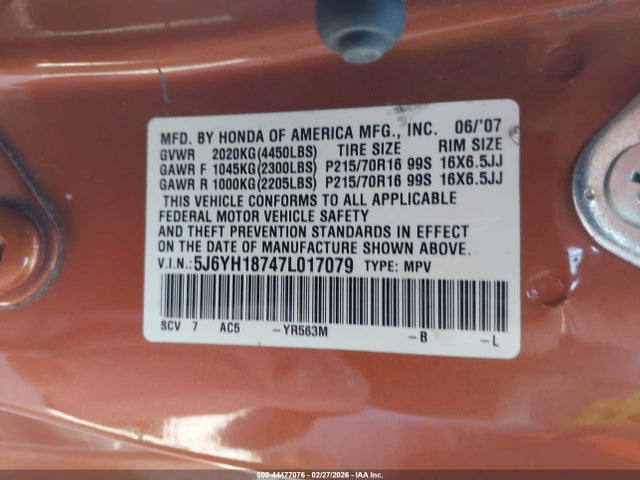 MFD. BY HONDA OF AMERICA MFG., INC. 06/'07
GVWR 2020KG(4450LBS) TIRE SIZE RIM SIZE
GAWR F 1045KG(2300LBS) P215/70R16 99S 16X6.5JJ
GAWR R 1000KG(2205LBS) P215/70R16 99S 16X6.5JJ
THIS VEHICLE CONFORMS TO ALL APPLICABLE
FEDERAL MOTOR VEHICLE SAFETY
AND THEFT PREVENTION STANDARDS IN EFFECT
ON THE DATE OF MANUFACTURE SHOWN ABOVE.
V.I.N.: 5J6YH18747L017079 TYPE: MPV
SCV 7 AC5 -YR563M -B -L
000-44477076 - 02/27/2026 - IAA Inc.